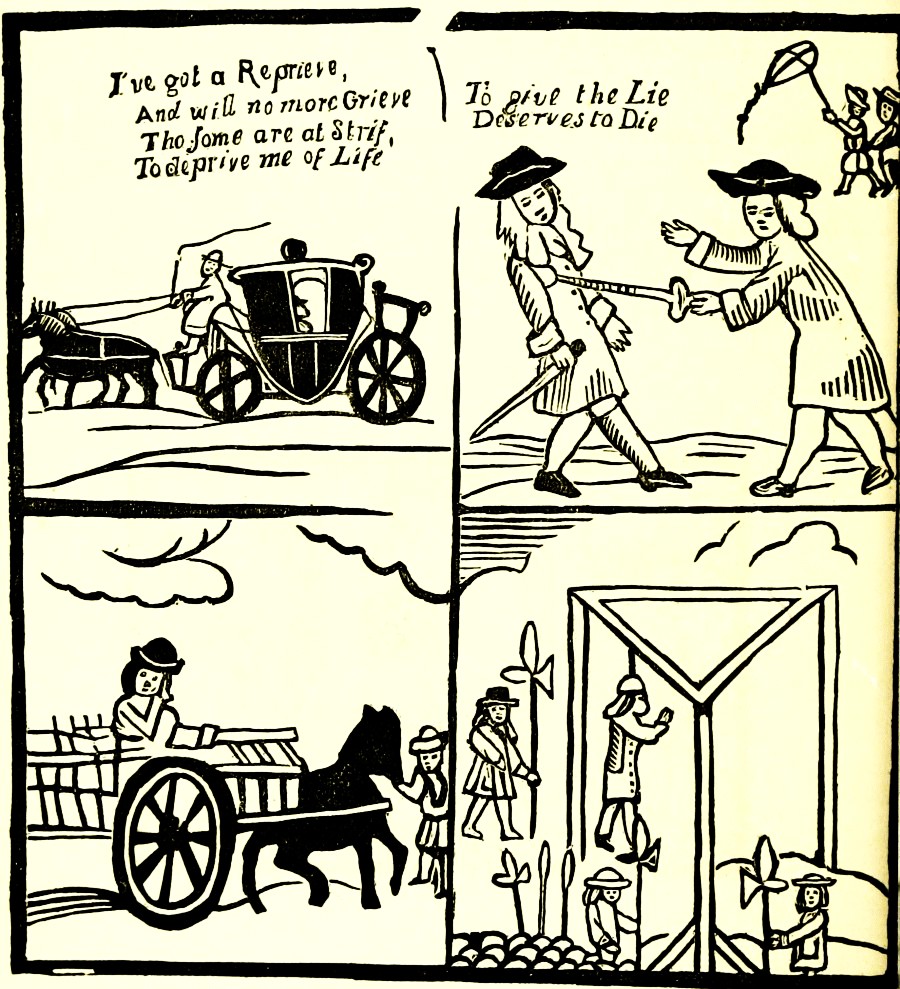 I've got a Reprieve,
And will no more Grieve
Tho some are at Strif,
To deprive me of Life
To give the Lie
Deserves to Die